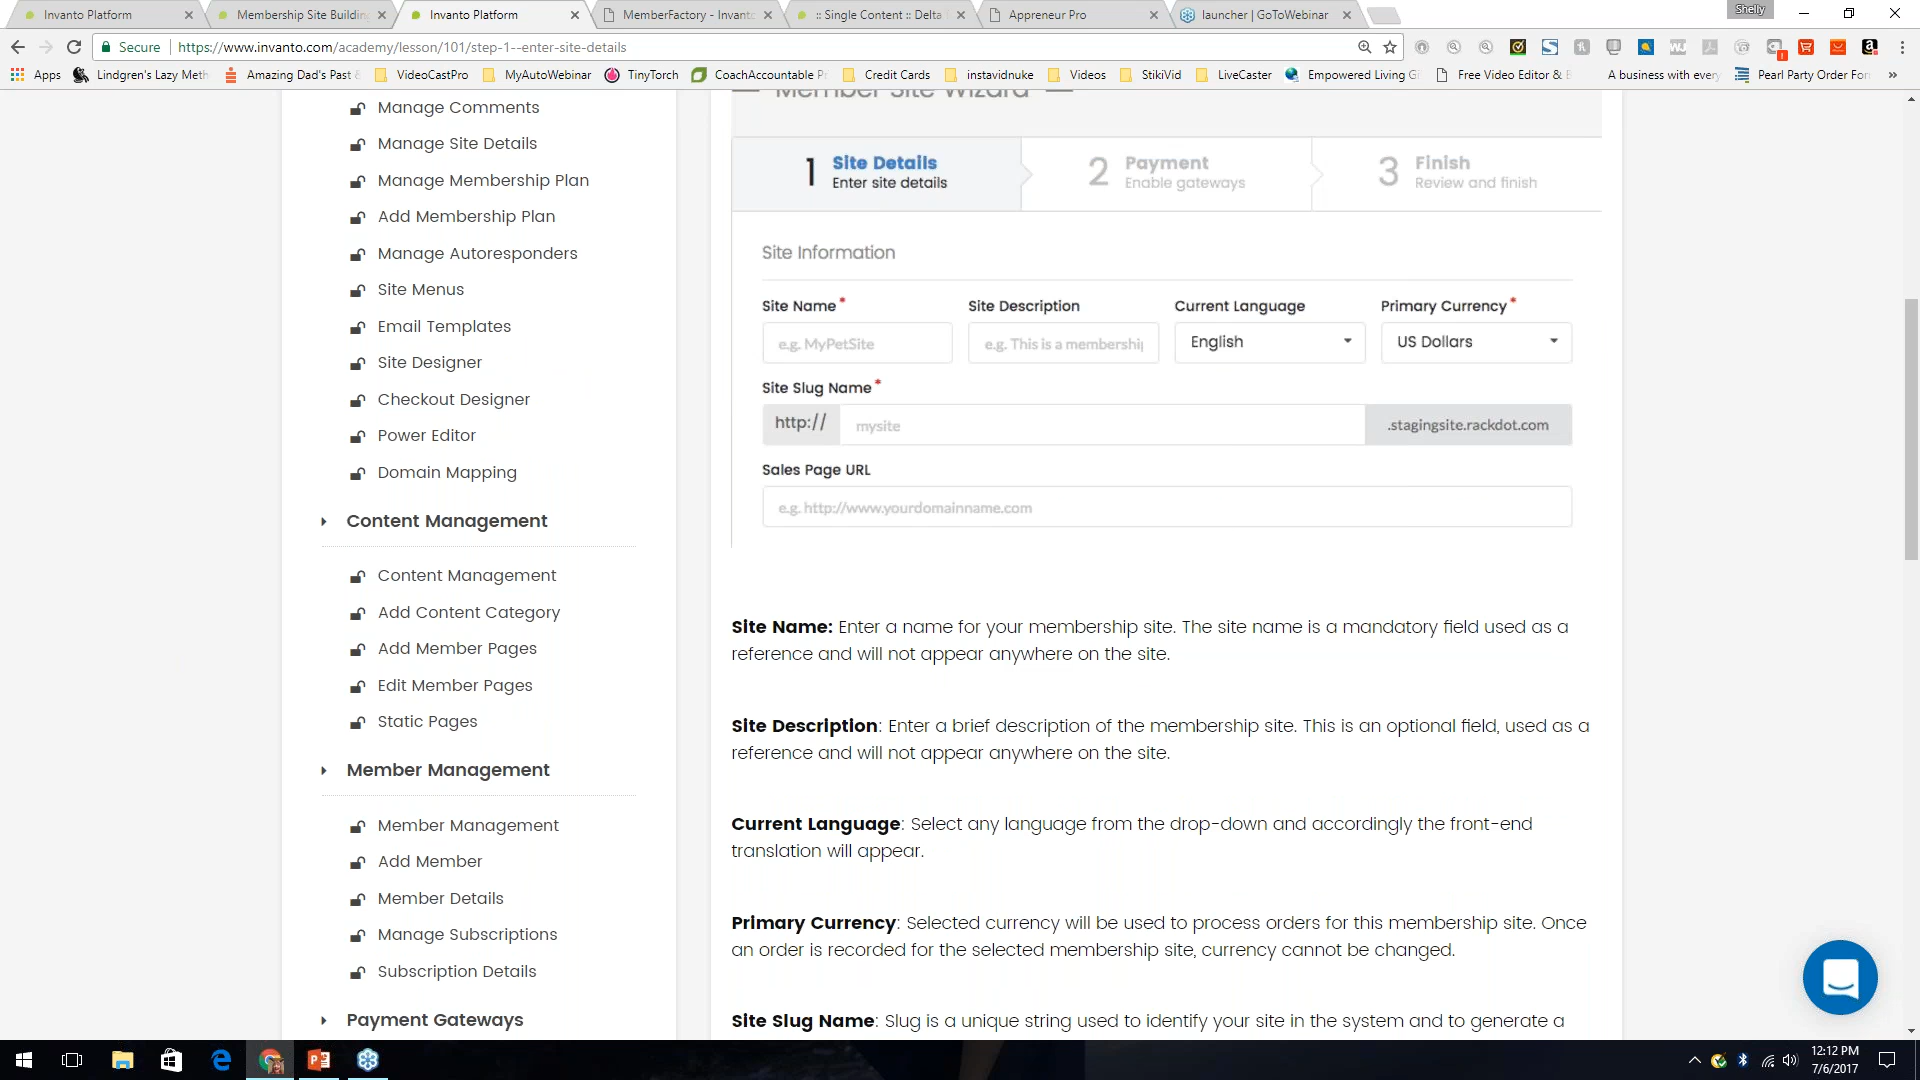 Invanto Platform
Membership Site Building
Invanto Platform
MemberFactory - Invant
:: Single Content :: Delta
Appreneur Pro
launcher | GoToWebinar
Shelly
Secure
https://www.invanto.com/academy/lesson/101/step-1--enter-site-details
Apps
Lindgren's Lazy Meth
Amazing Dad's Past
VideoCastPro
MyAutoWebinar
TinyTorch
CoachAccountable P
Credit Cards
instavidnuke
Videos
StikiVid
LiveCaster
Empowered Living G
Free Video Editor &
A business with every
Pearl Party Order For
»
Manage Comments
Manage Site Details
Manage Membership Plan
Add Membership Plan
Manage Autoresponders
Site Menus
Email Templates
Site Designer
Checkout Designer
Power Editor
Domain Mapping
Content Management
Content Management
Add Content Category
Add Member Pages
Edit Member Pages
Static Pages
Member Management
Member Management
Add Member
Member Details
Manage Subscriptions
Subscription Details
Payment Gateways
Member Site Wizard
1 Site Details
Enter site details
2 Payment
Enable gateways
3 Finish
Review and finish
Site Information
Site Name *
Site Description
Current Language
Primary Currency *
e.g. MyPetSite
e.g. This is a membership
English
US Dollars
Site Slug Name *
http://
mysite
.stagingsite.rackdot.com
Sales Page URL
e.g. http://www.yourdomainname.com
Site Name: Enter a name for your membership site. The site name is a mandatory field used as a
reference and will not appear anywhere on the site.
Site Description: Enter a brief description of the membership site. This is an optional field, used as a
reference and will not appear anywhere on the site.
Current Language: Select any language from the drop-down and accordingly the front-end
translation will appear.
Primary Currency: Selected currency will be used to process orders for this membership site. Once
an order is recorded for the selected membership site, currency cannot be changed.
Site Slug Name: Slug is a unique string used to identify your site in the system and to generate a
12:12 PM
7/6/2017